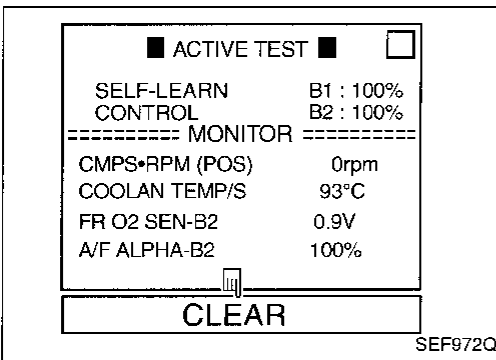 ■ ACTIVE TEST ■
SELF-LEARN B1 : 100%
CONTROL B2 : 100%
========== MONITOR ==========
CMPS•RPM (POS) 0rpm
COOLAN TEMP/S 93°C
FR O2 SEN-B2 0.9V
A/F ALPHA-B2 100%
CLEAR
SEF972Q